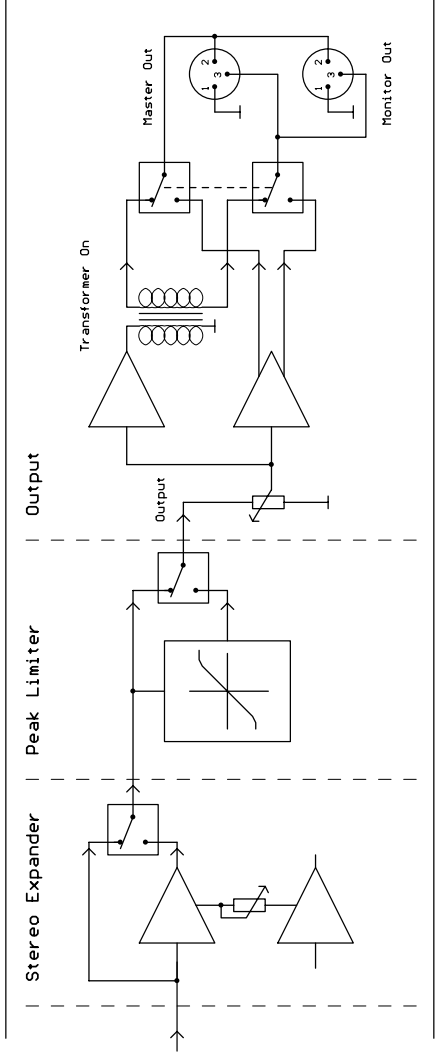 Stereo Expander
Peak Limiter
Output
Output
Transformer On
Master Out
Monitor Out
1
2
3
1
2
3